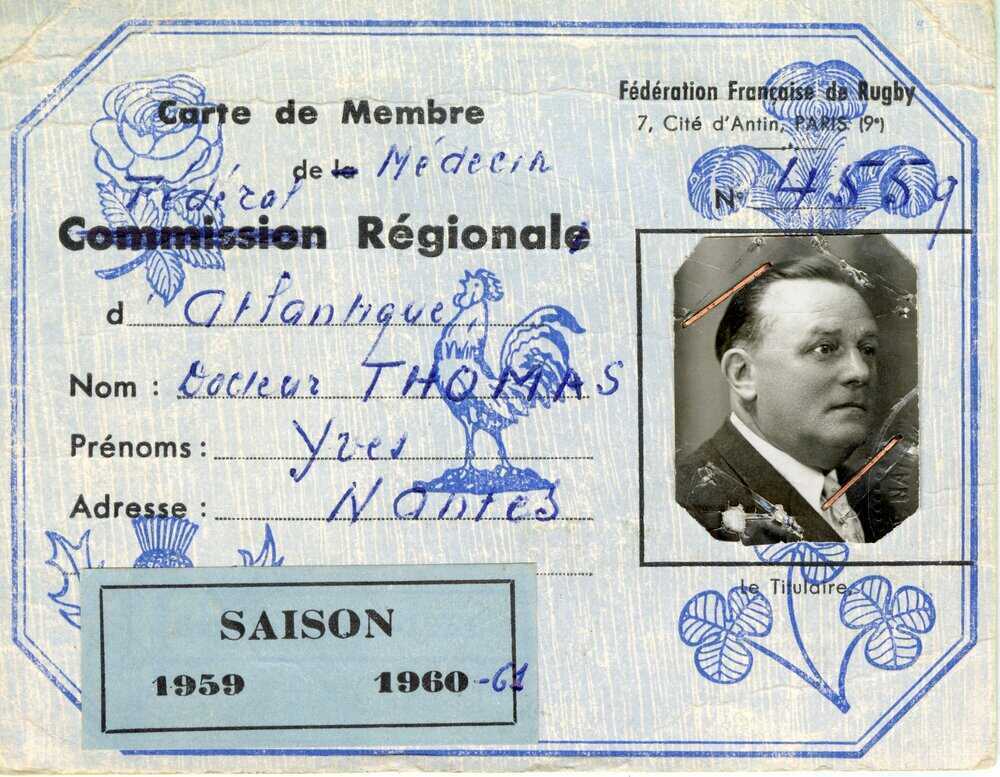 Carte de Membre
Fédération Française de Rugby
7, Cité d'Antin, PARIS (9e)
de la Médecin
Fédéral
N° 4559
Commission Régionale
d' Atlantique
Nom : Docteur THOMAS
Prénoms : Yves
Adresse : Nantes
Le Titulaire,
SAISON
1959 1960-61